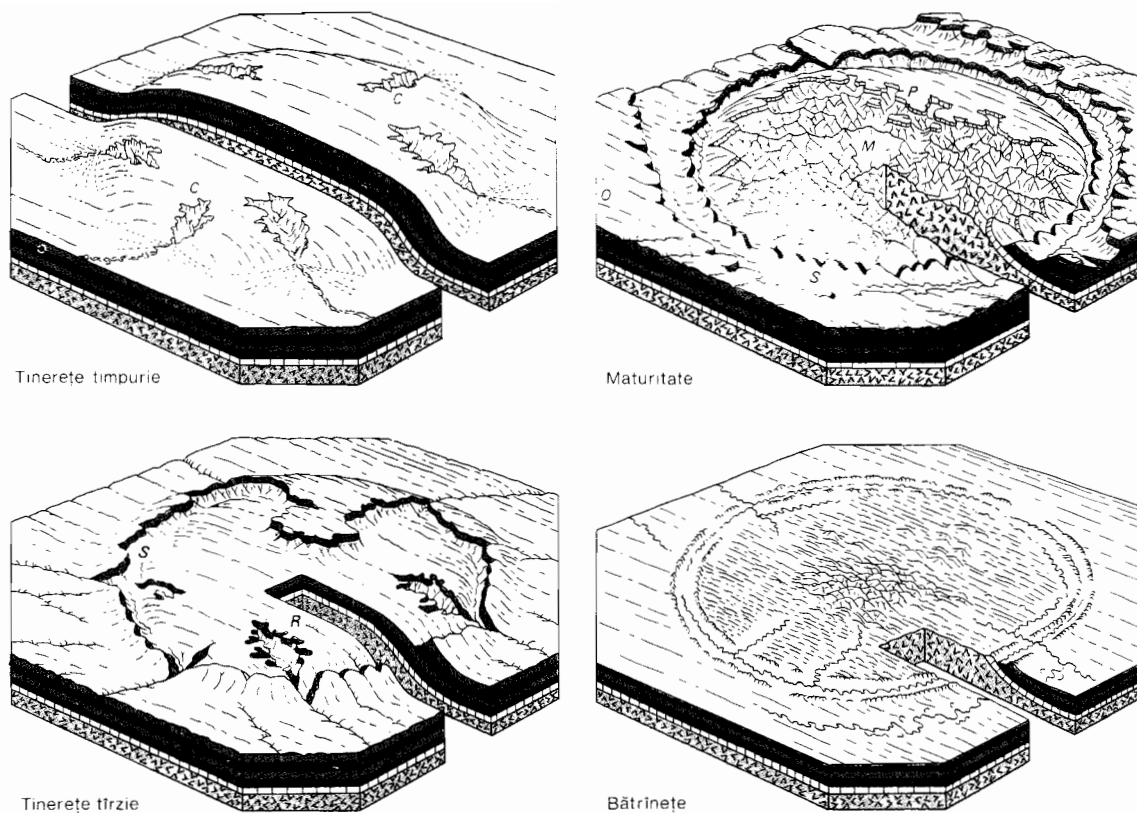 C
C
Tinerețe timpurie
P
M
O
S
Maturitate
S
R
Tinerețe tîrzie
Bătrînețe